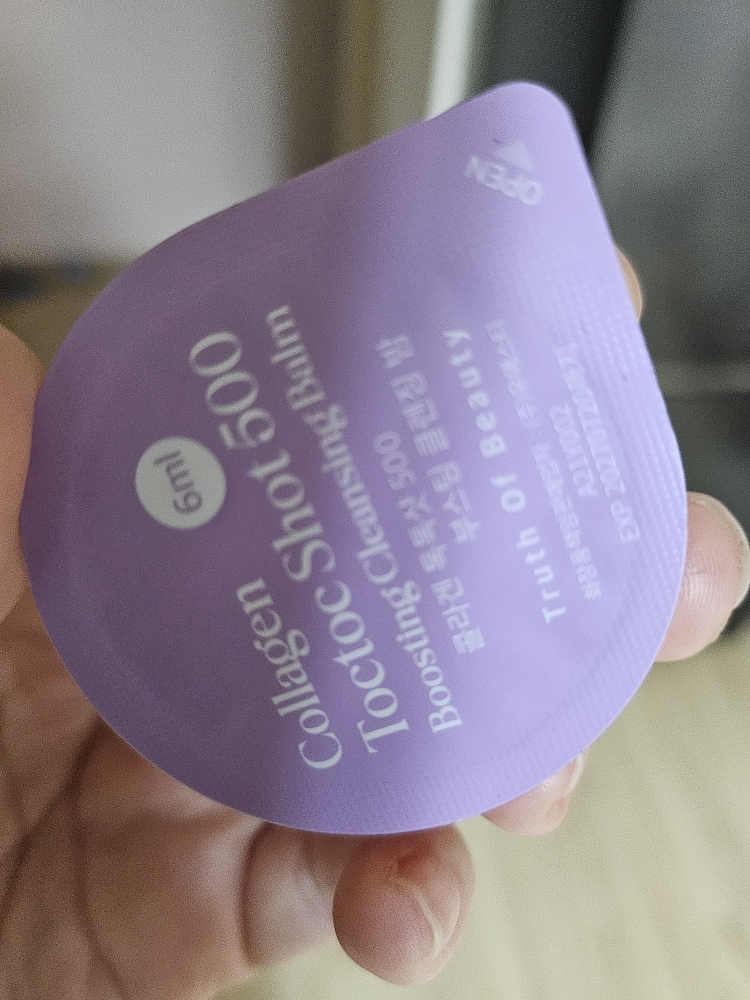 6ml
Collagen
Toctoc Shot 500
Boosting Cleansing Balm
콜라겐 톡톡샷 500
부스팅 클렌징 밤
Truth Of Beauty
OPEN